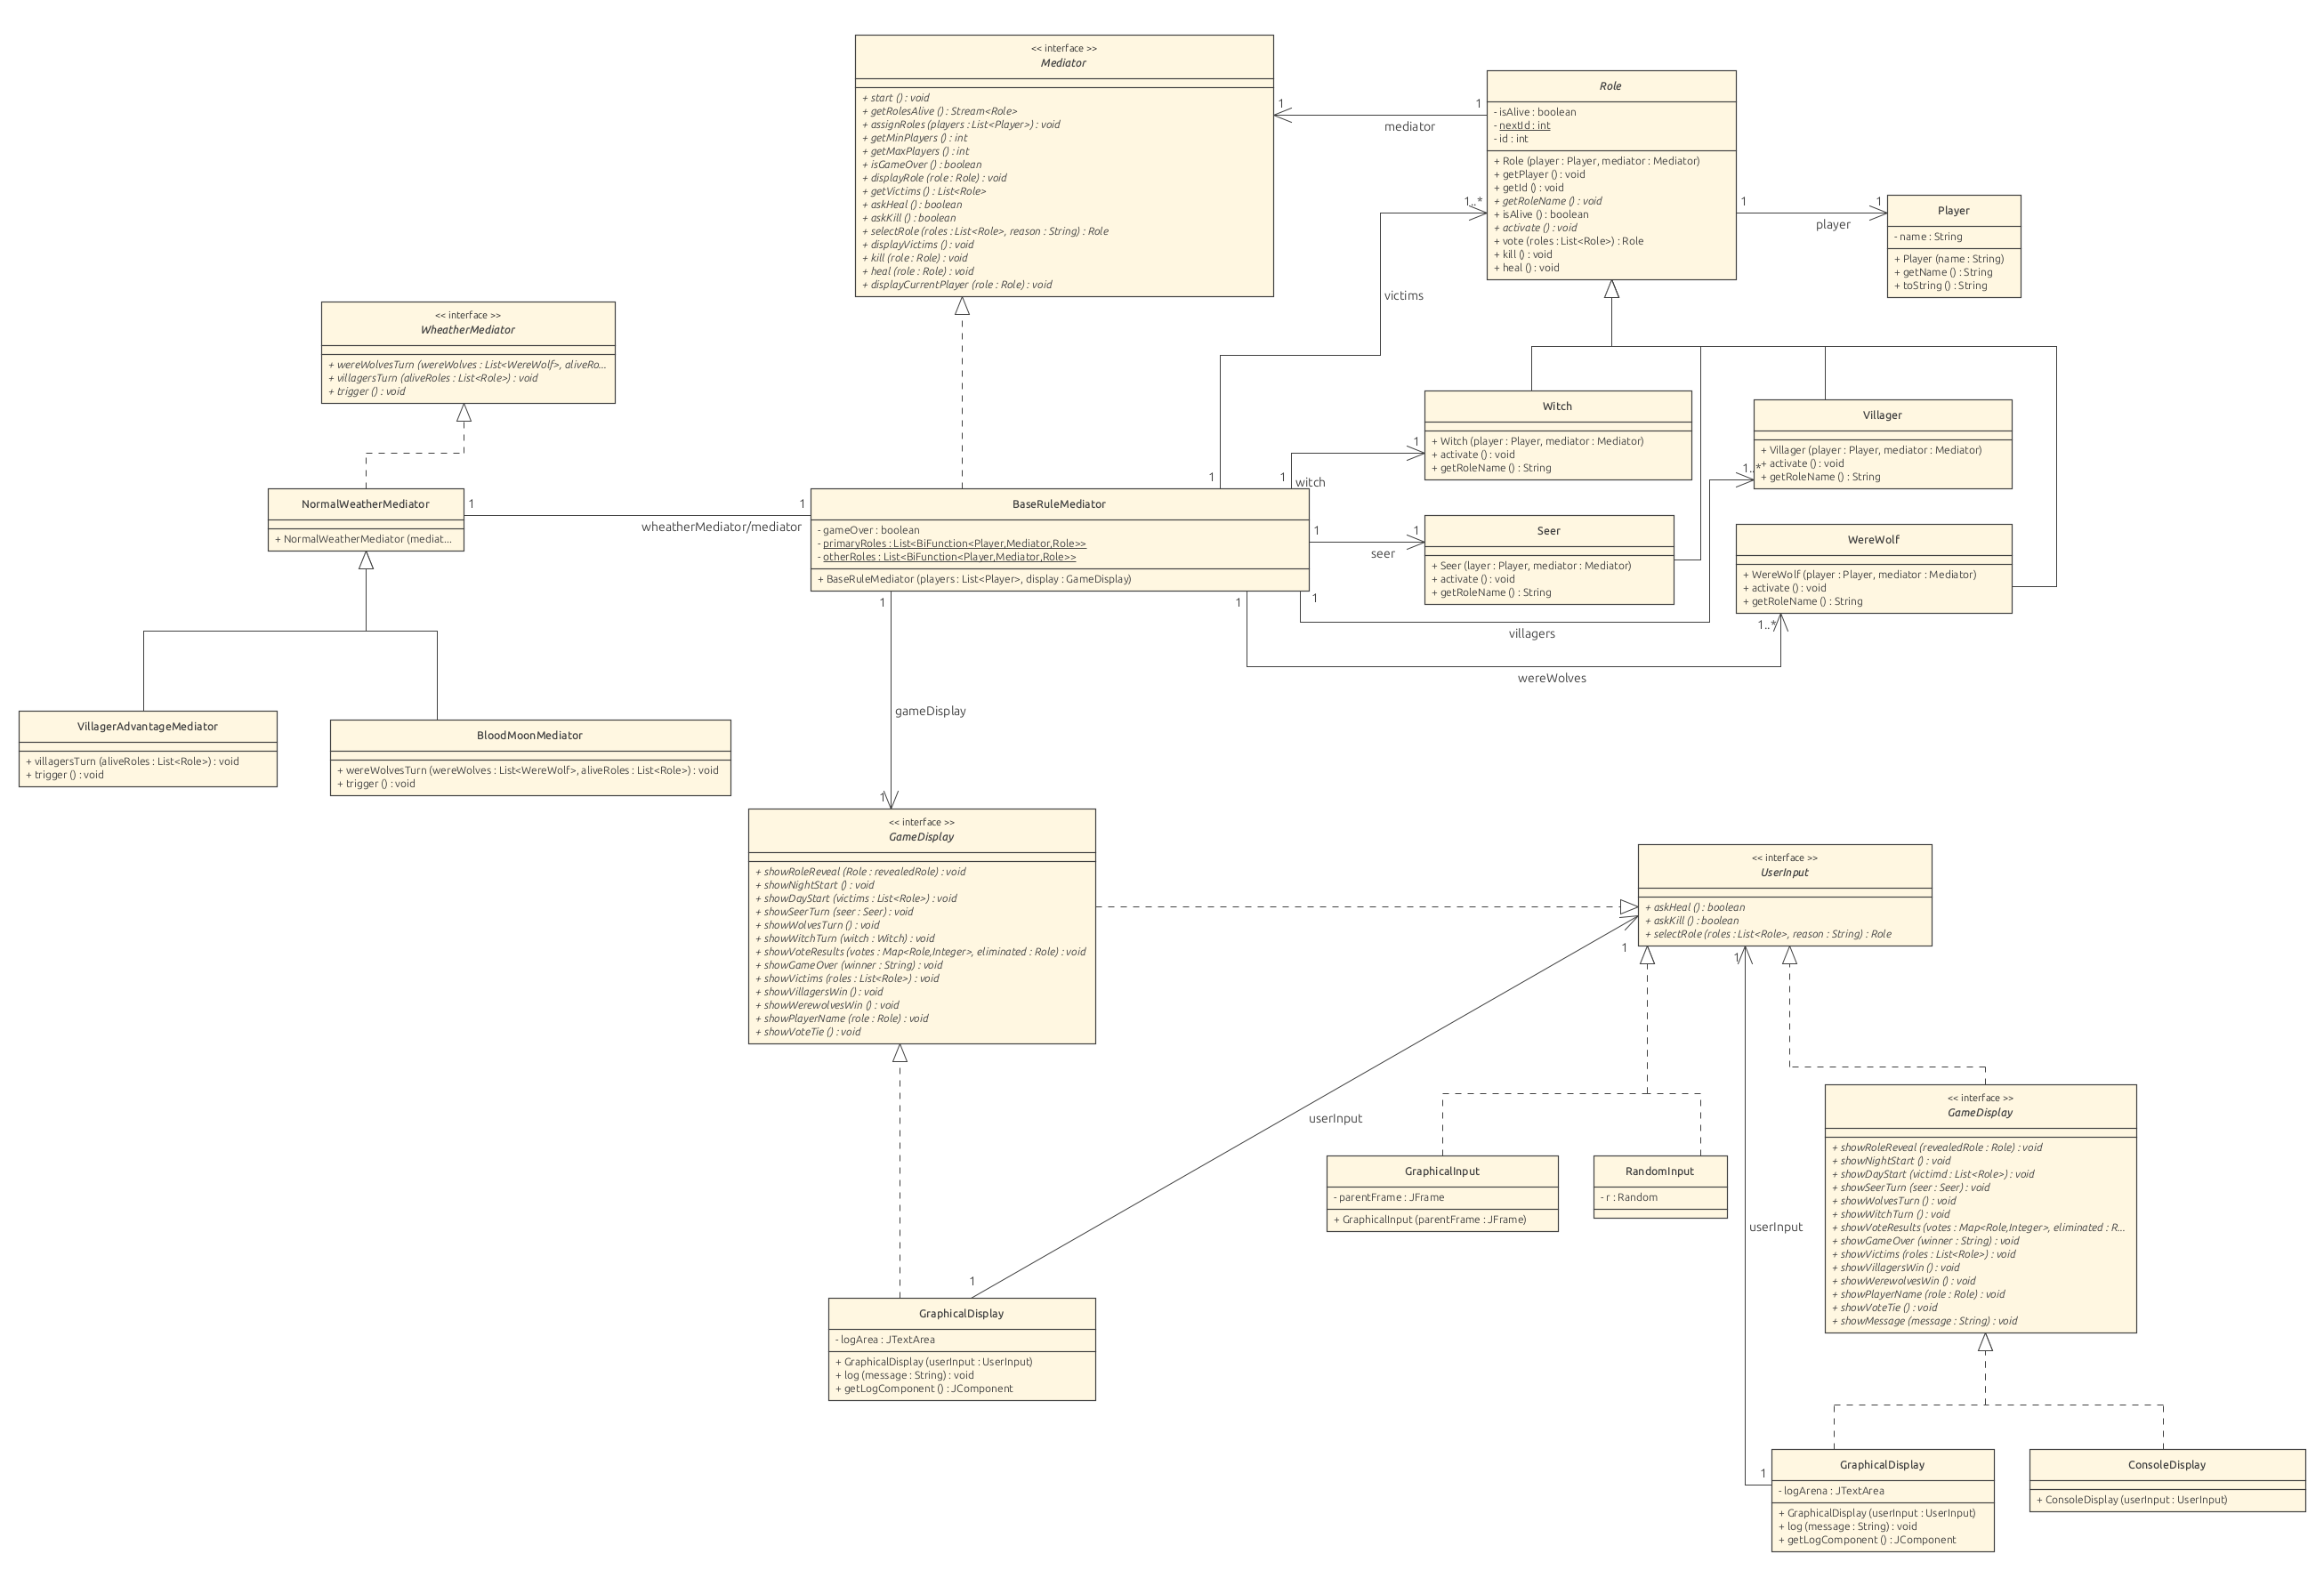 << interface >>
Mediator
+ start () : void
+ getRolesAlive () : Stream<Role>
+ assignRoles (players : List<Player>) : void
+ getMinPlayers () : int
+ getMaxPlayers () : int
+ isGameOver () : boolean
+ displayRole (role : Role) : void
+ getVictims () : List<Role>
+ askHeal () : boolean
+ askKill () : boolean
+ selectRole (roles : List<Role>, reason : String) : Role
+ displayVictims () : void
+ kill (role : Role) : void
+ heal (role : Role) : void
+ displayCurrentPlayer (role : Role) : void
1
1
mediator
Role
- isAlive : boolean
- nextId : int
- id : int
+ Role (player : Player, mediator : Mediator)
+ getPlayer () : void
+ getId () : void
+ getRoleName () : void
+ isAlive () : boolean
+ activate () : void
+ vote (roles : List<Role>) : Role
+ kill () : void
+ heal () : void
1
1
player
Player
- name : String
+ Player (name : String)
+ getName () : String
+ toString () : String
1..*
victims
1
<< interface >>
WheatherMediator
+ wereWolvesTurn (wereWolves : List<WereWolf>, aliveRo...
+ villagersTurn (aliveRoles : List<Role>) : void
+ trigger () : void
NormalWeatherMediator
+ NormalWeatherMediator (mediat...
1
1
wheatherMediator/mediator
BaseRuleMediator
- gameOver : boolean
- primaryRoles : List<BiFunction<Player,Mediator,Role>>
- otherRoles : List<BiFunction<Player,Mediator,Role>>
+ BaseRuleMediator (players : List<Player>, display : GameDisplay)
1
1
witch
Witch
+ Witch (player : Player, mediator : Mediator)
+ activate () : void
+ getRoleName () : String
1
1
seer
Seer
+ Seer (layer : Player, mediator : Mediator)
+ activate () : void
+ getRoleName () : String
1
1..*
villagers
Villager
+ Villager (player : Player, mediator : Mediator)
+ activate () : void
+ getRoleName () : String
1
1..*
wereWolves
WereWolf
+ WereWolf (player : Player, mediator : Mediator)
+ activate () : void
+ getRoleName () : String
VillagerAdvantageMediator
+ villagersTurn (aliveRoles : List<Role>) : void
+ trigger () : void
BloodMoonMediator
+ wereWolvesTurn (wereWolves : List<WereWolf>, aliveRoles : List<Role>) : void
+ trigger () : void
1
gameDisplay
1
<< interface >>
GameDisplay
+ showRoleReveal (Role : revealedRole) : void
+ showNightStart () : void
+ showDayStart (victims : List<Role>) : void
+ showSeerTurn (seer : Seer) : void
+ showWolvesTurn () : void
+ showWitchTurn (witch : Witch) : void
+ showVoteResults (votes : Map<Role,Integer>, eliminated : Role) : void
+ showGameOver (winner : String) : void
+ showVictims (roles : List<Role>) : void
+ showVillagersWin () : void
+ showWerewolvesWin () : void
+ showPlayerName (role : Role) : void
+ showVoteTie () : void
<< interface >>
UserInput
+ askHeal () : boolean
+ askKill () : boolean
+ selectRole (roles : List<Role>, reason : String) : Role
1
userInput
1
GraphicalDisplay
- logArea : JTextArea
+ GraphicalDisplay (userInput : UserInput)
+ log (message : String) : void
+ getLogComponent () : JComponent
GraphicalInput
- parentFrame : JFrame
+ GraphicalInput (parentFrame : JFrame)
RandomInput
- r : Random
1
userInput
1
<< interface >>
GameDisplay
+ showRoleReveal (revealedRole : Role) : void
+ showNightStart () : void
+ showDayStart (victimd : List<Role>) : void
+ showSeerTurn (seer : Seer) : void
+ showWolvesTurn () : void
+ showWitchTurn () : void
+ showVoteResults (votes : Map<Role,Integer>, eliminated : R...
+ showGameOver (winner : String) : void
+ showVictims (roles : List<Role>) : void
+ showVillagersWin () : void
+ showWerewolvesWin () : void
+ showPlayerName (role : Role) : void
+ showVoteTie () : void
+ showMessage (message : String) : void
GraphicalDisplay
- logArena : JTextArea
+ GraphicalDisplay (userInput : UserInput)
+ log (message : String) : void
+ getLogComponent () : JComponent
ConsoleDisplay
+ ConsoleDisplay (userInput : UserInput)